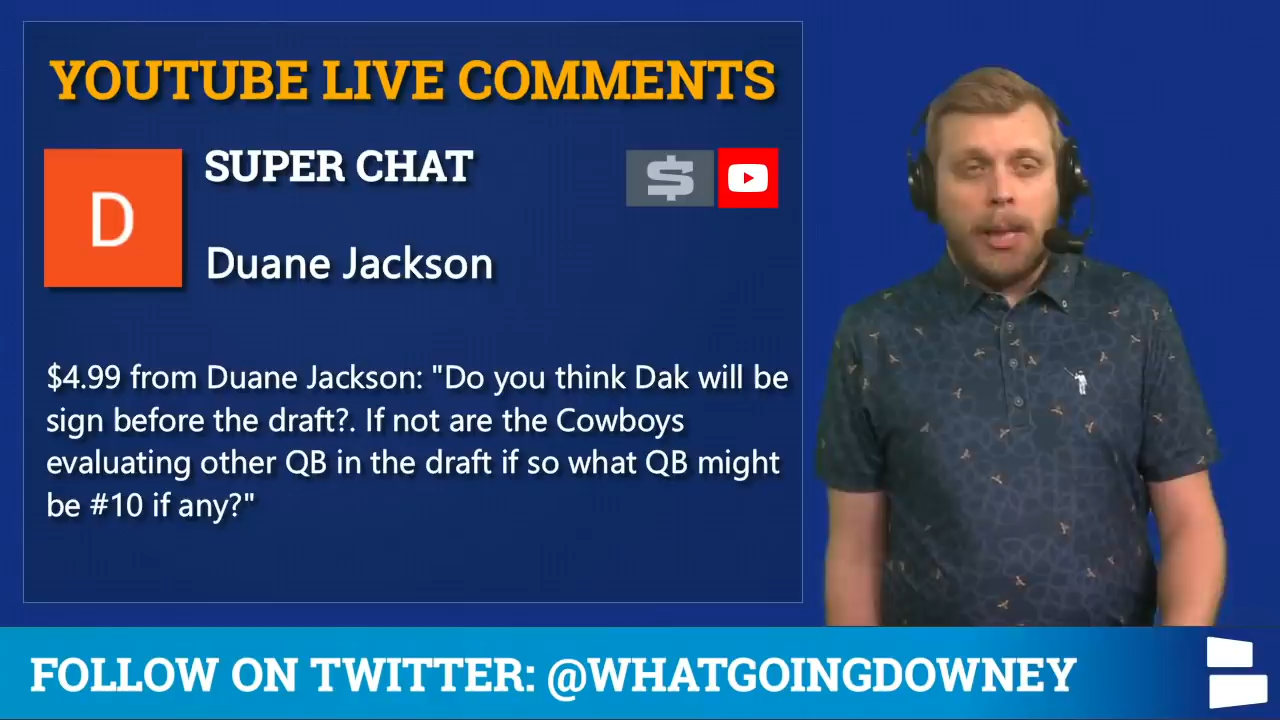 YOUTUBE LIVE COMMENTS
D
SUPER CHAT
$
Duane Jackson
$4.99 from Duane Jackson: "Do you think Dak will be
sign before the draft?. If not are the Cowboys
evaluating other QB in the draft if so what QB might
be #10 if any?"
FOLLOW ON TWITTER: @WHATGOINGDOWNEY